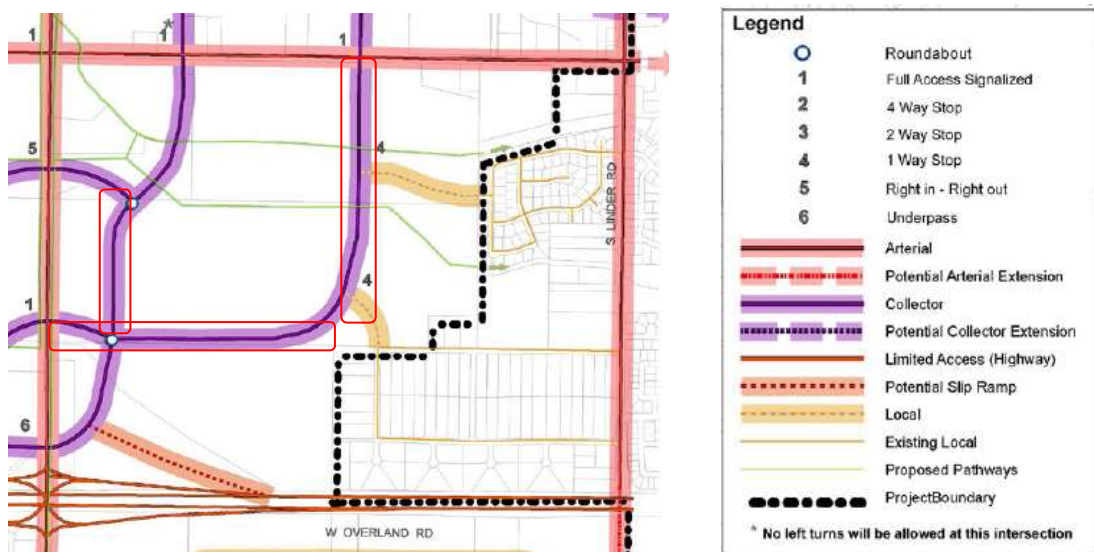 *
1
1
1
5
4
S LINDER RD
4
1
6
W OVERLAND RD
Legend
Roundabout
1 Full Access Signalized
2 4 Way Stop
3 2 Way Stop
4 1 Way Stop
5 Right in - Right out
6 Underpass
Arterial
Potential Arterial Extension
Collector
Potential Collector Extension
Limited Access (Highway)
Potential Slip Ramp
Local
Existing Local
Proposed Pathways
ProjectBoundary
* No left turns will be allowed at this intersection